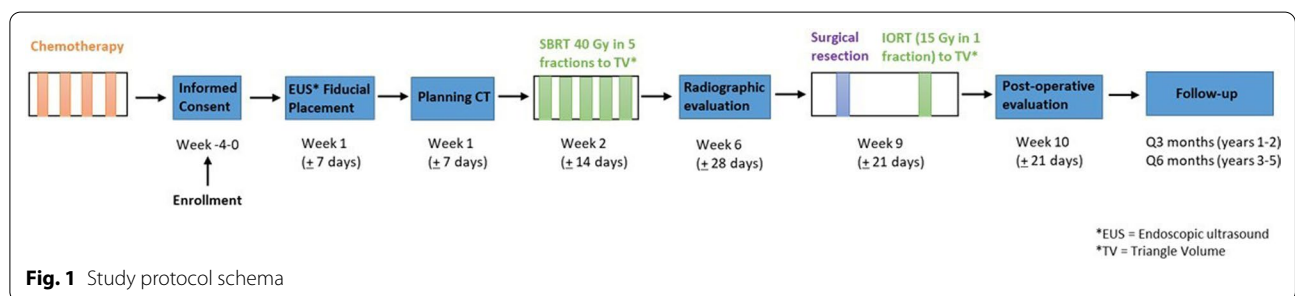 Chemotherapy
Informed
Consent
Week -4-0
Enrollment
EUS* Fiducial
Placement
Week 1
(± 7 days)
Planning CT
Week 1
(± 7 days)
SBRT 40 Gy in 5
fractions to TV*
Week 2
(± 14 days)
Radiographic
evaluation
Week 6
(± 28 days)
Surgical
resection
IORT (15 Gy in 1
fraction) to TV*
Week 9
(± 21 days)
Post-operative
evaluation
Week 10
(± 21 days)
Follow-up
Q3 months (years 1-2)
Q6 months (years 3-5)
*EUS = Endoscopic ultrasound
*TV = Triangle Volume
Fig. 1 Study protocol schema